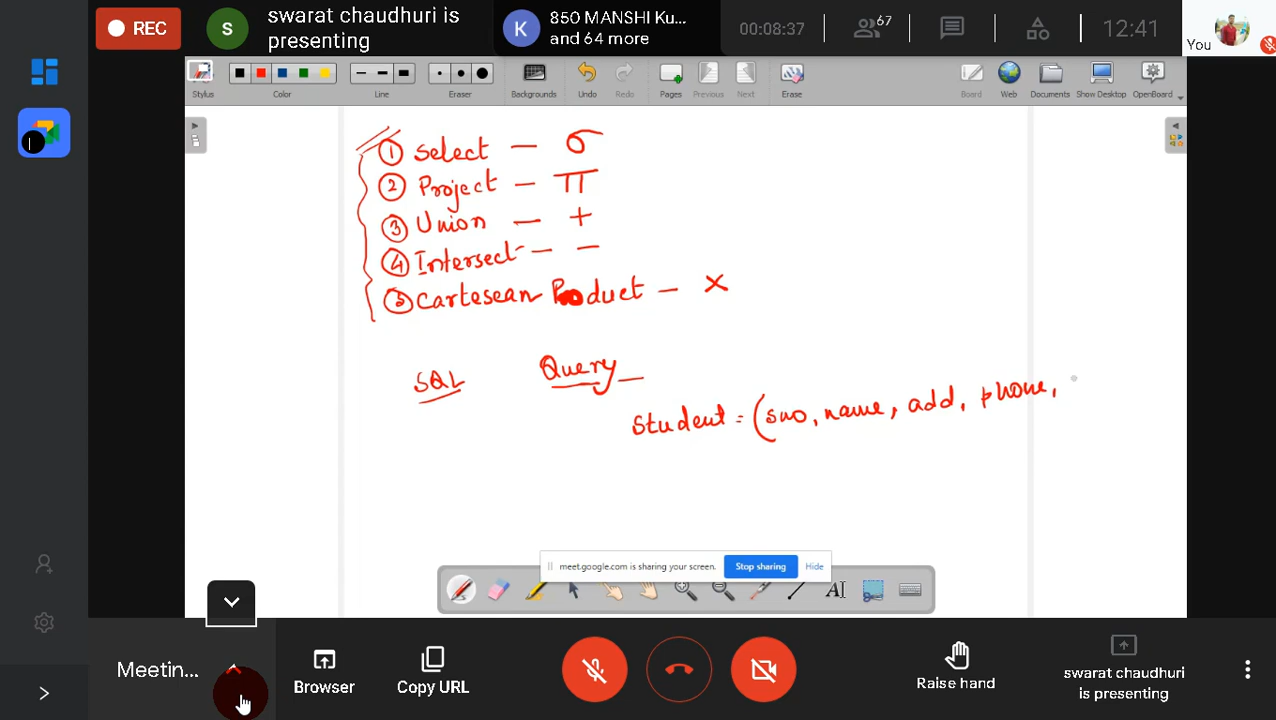 REC
S
swarat chaudhuri is
presenting
K
850 MANSHI Ku...
and 64 more
00:08:37
67
12:41
You
Stylus
Color
Line
Eraser
Backgrounds
Undo
Redo
Pages
Previous
Next
Erase
Board
Web
Documents
Show Desktop
OpenBoard
① Select — σ
② Project — π
③ Union — +
④ Intersect — −
⑤ Cartesean Product — ×
SQL Query
Student = (sno, name, add, phone,
meet.google.com is sharing your screen. Stop sharing Hide
AI
Meetin...
Browser
Copy URL
Raise hand
swarat chaudhuri
is presenting